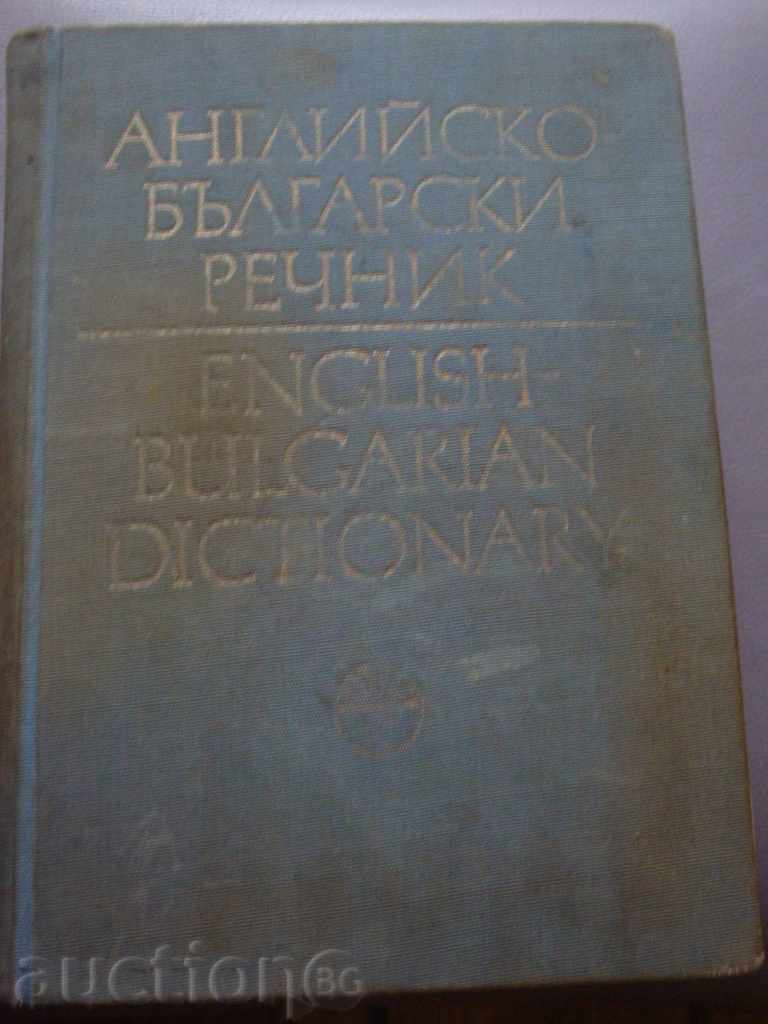 АНГЛИЙСКО
БЪЛГАРСКИ
РЕЧНИК
ENGLISH-
BULGARIAN
DICTIONARY
auction BG